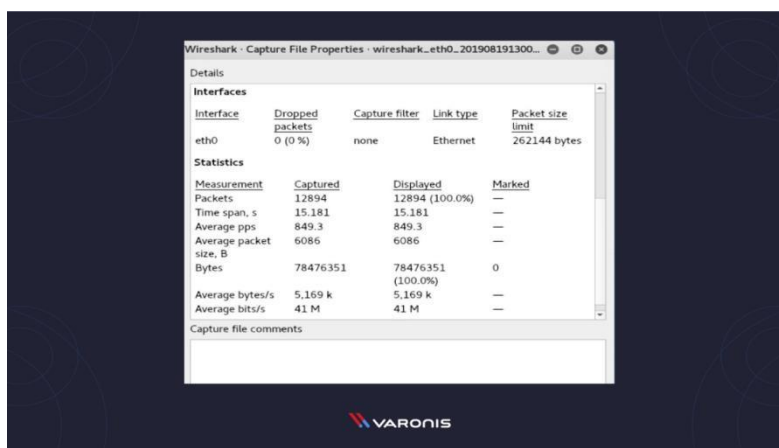 Wireshark · Capture File Properties · wireshark_eth0_201908191300...
Details
Interfaces
Interface Dropped packets Capture filter Link type Packet size limit
eth0 0 (0 %) none Ethernet 262144 bytes
Statistics
Measurement Captured Displayed Marked
Packets 12894 12894 (100.0%) —
Time span, s 15.181 15.181 —
Average pps 849.3 849.3 —
Average packet size, B 6086 6086 —
Bytes 78476351 78476351 (100.0%) 0
Average bytes/s 5,169 k 5,169 k —
Average bits/s 41 M 41 M —
Capture file comments
VARONIS